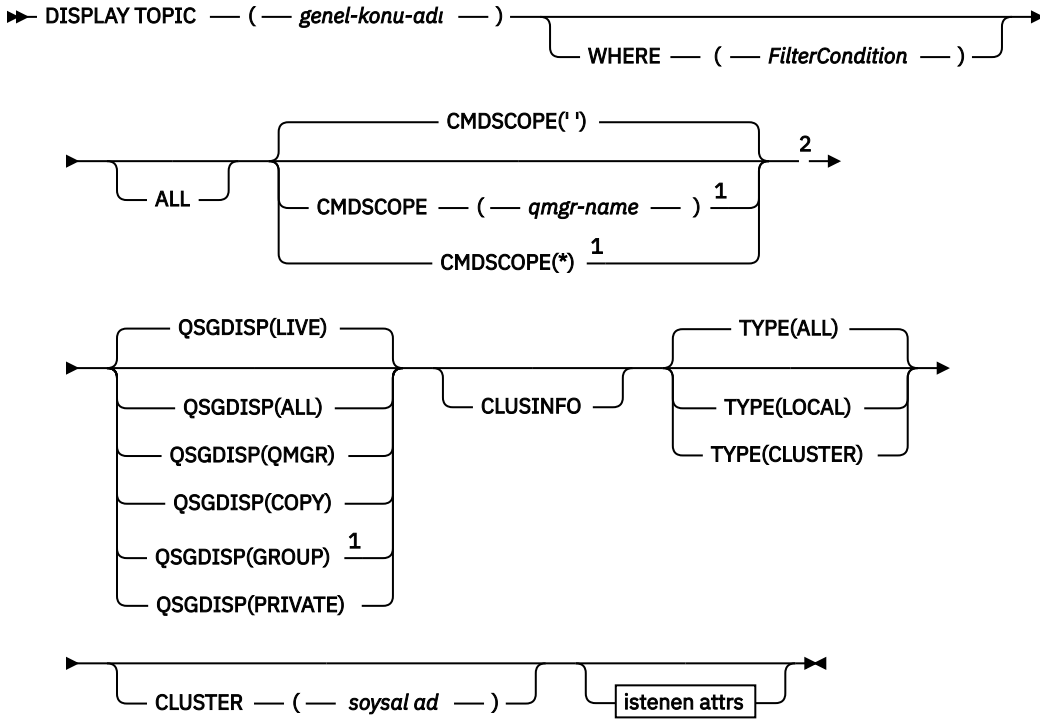 DISPLAY TOPIC ( genel-konu-adı )
WHERE ( FilterCondition )
CMDSCOPE(' ')
2
ALL
CMDSCOPE ( qmgr-name ) 1
CMDSCOPE(*) 1
QSGDISP(LIVE)
QSGDISP(ALL)
QSGDISP(QMGR)
QSGDISP(COPY)
QSGDISP(GROUP) 1
QSGDISP(PRIVATE)
CLUSINFO
TYPE(ALL)
TYPE(LOCAL)
TYPE(CLUSTER)
CLUSTER ( soysal ad )
istenen attrs